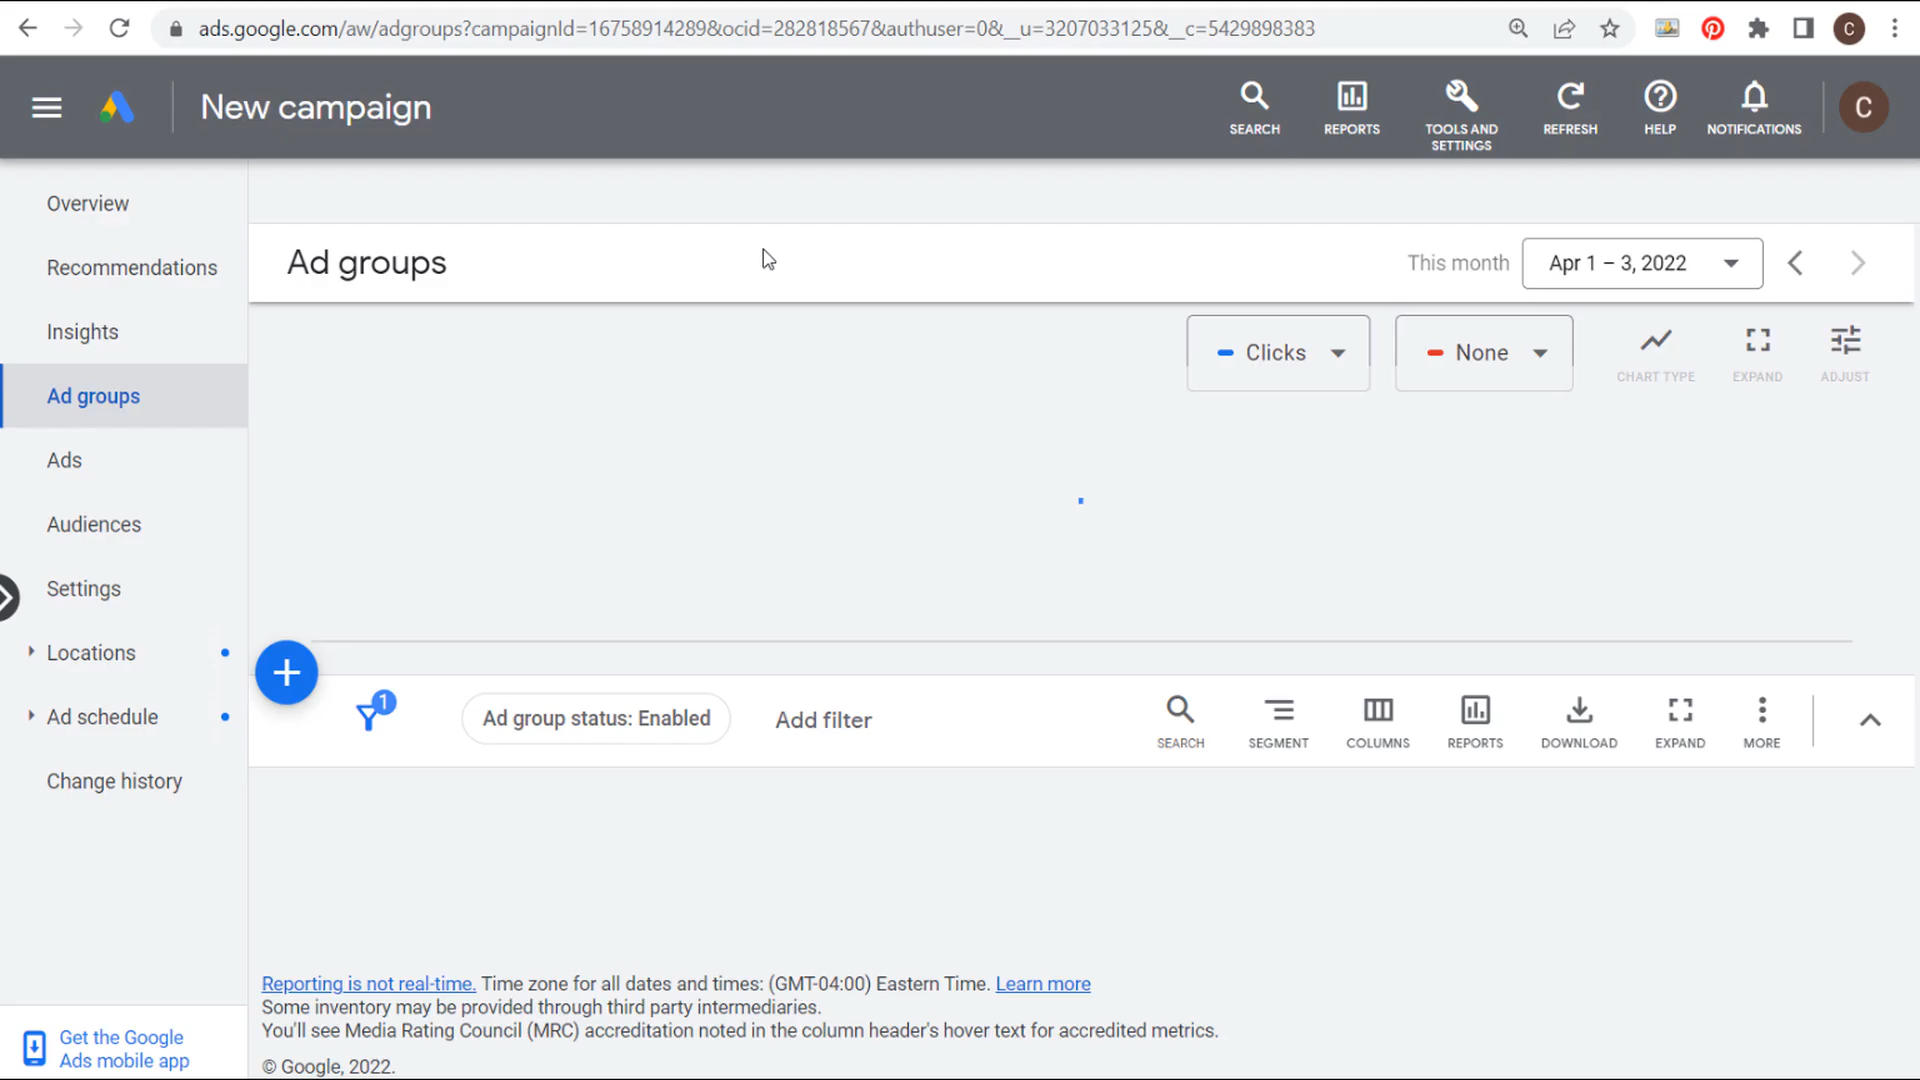 ads.google.com/aw/adgroups?campaignId=16758914289&ocid=282818567&authuser=0&__u=3207033125&__c=5429898383
C
New campaign
SEARCH
REPORTS
TOOLS AND
SETTINGS
REFRESH
HELP
NOTIFICATIONS
C
Overview
Recommendations
Insights
Ad groups
Ads
Audiences
Settings
Locations
Ad schedule
Change history
Get the Google
Ads mobile app
Ad groups
This month
Apr 1 – 3, 2022
Clicks
None
CHART TYPE
EXPAND
ADJUST
1
Ad group status: Enabled
Add filter
SEARCH
SEGMENT
COLUMNS
REPORTS
DOWNLOAD
EXPAND
MORE
Reporting is not real-time. Time zone for all dates and times: (GMT-04:00) Eastern Time. Learn more
Some inventory may be provided through third party intermediaries.
You'll see Media Rating Council (MRC) accreditation noted in the column header's hover text for accredited metrics.
© Google, 2022.